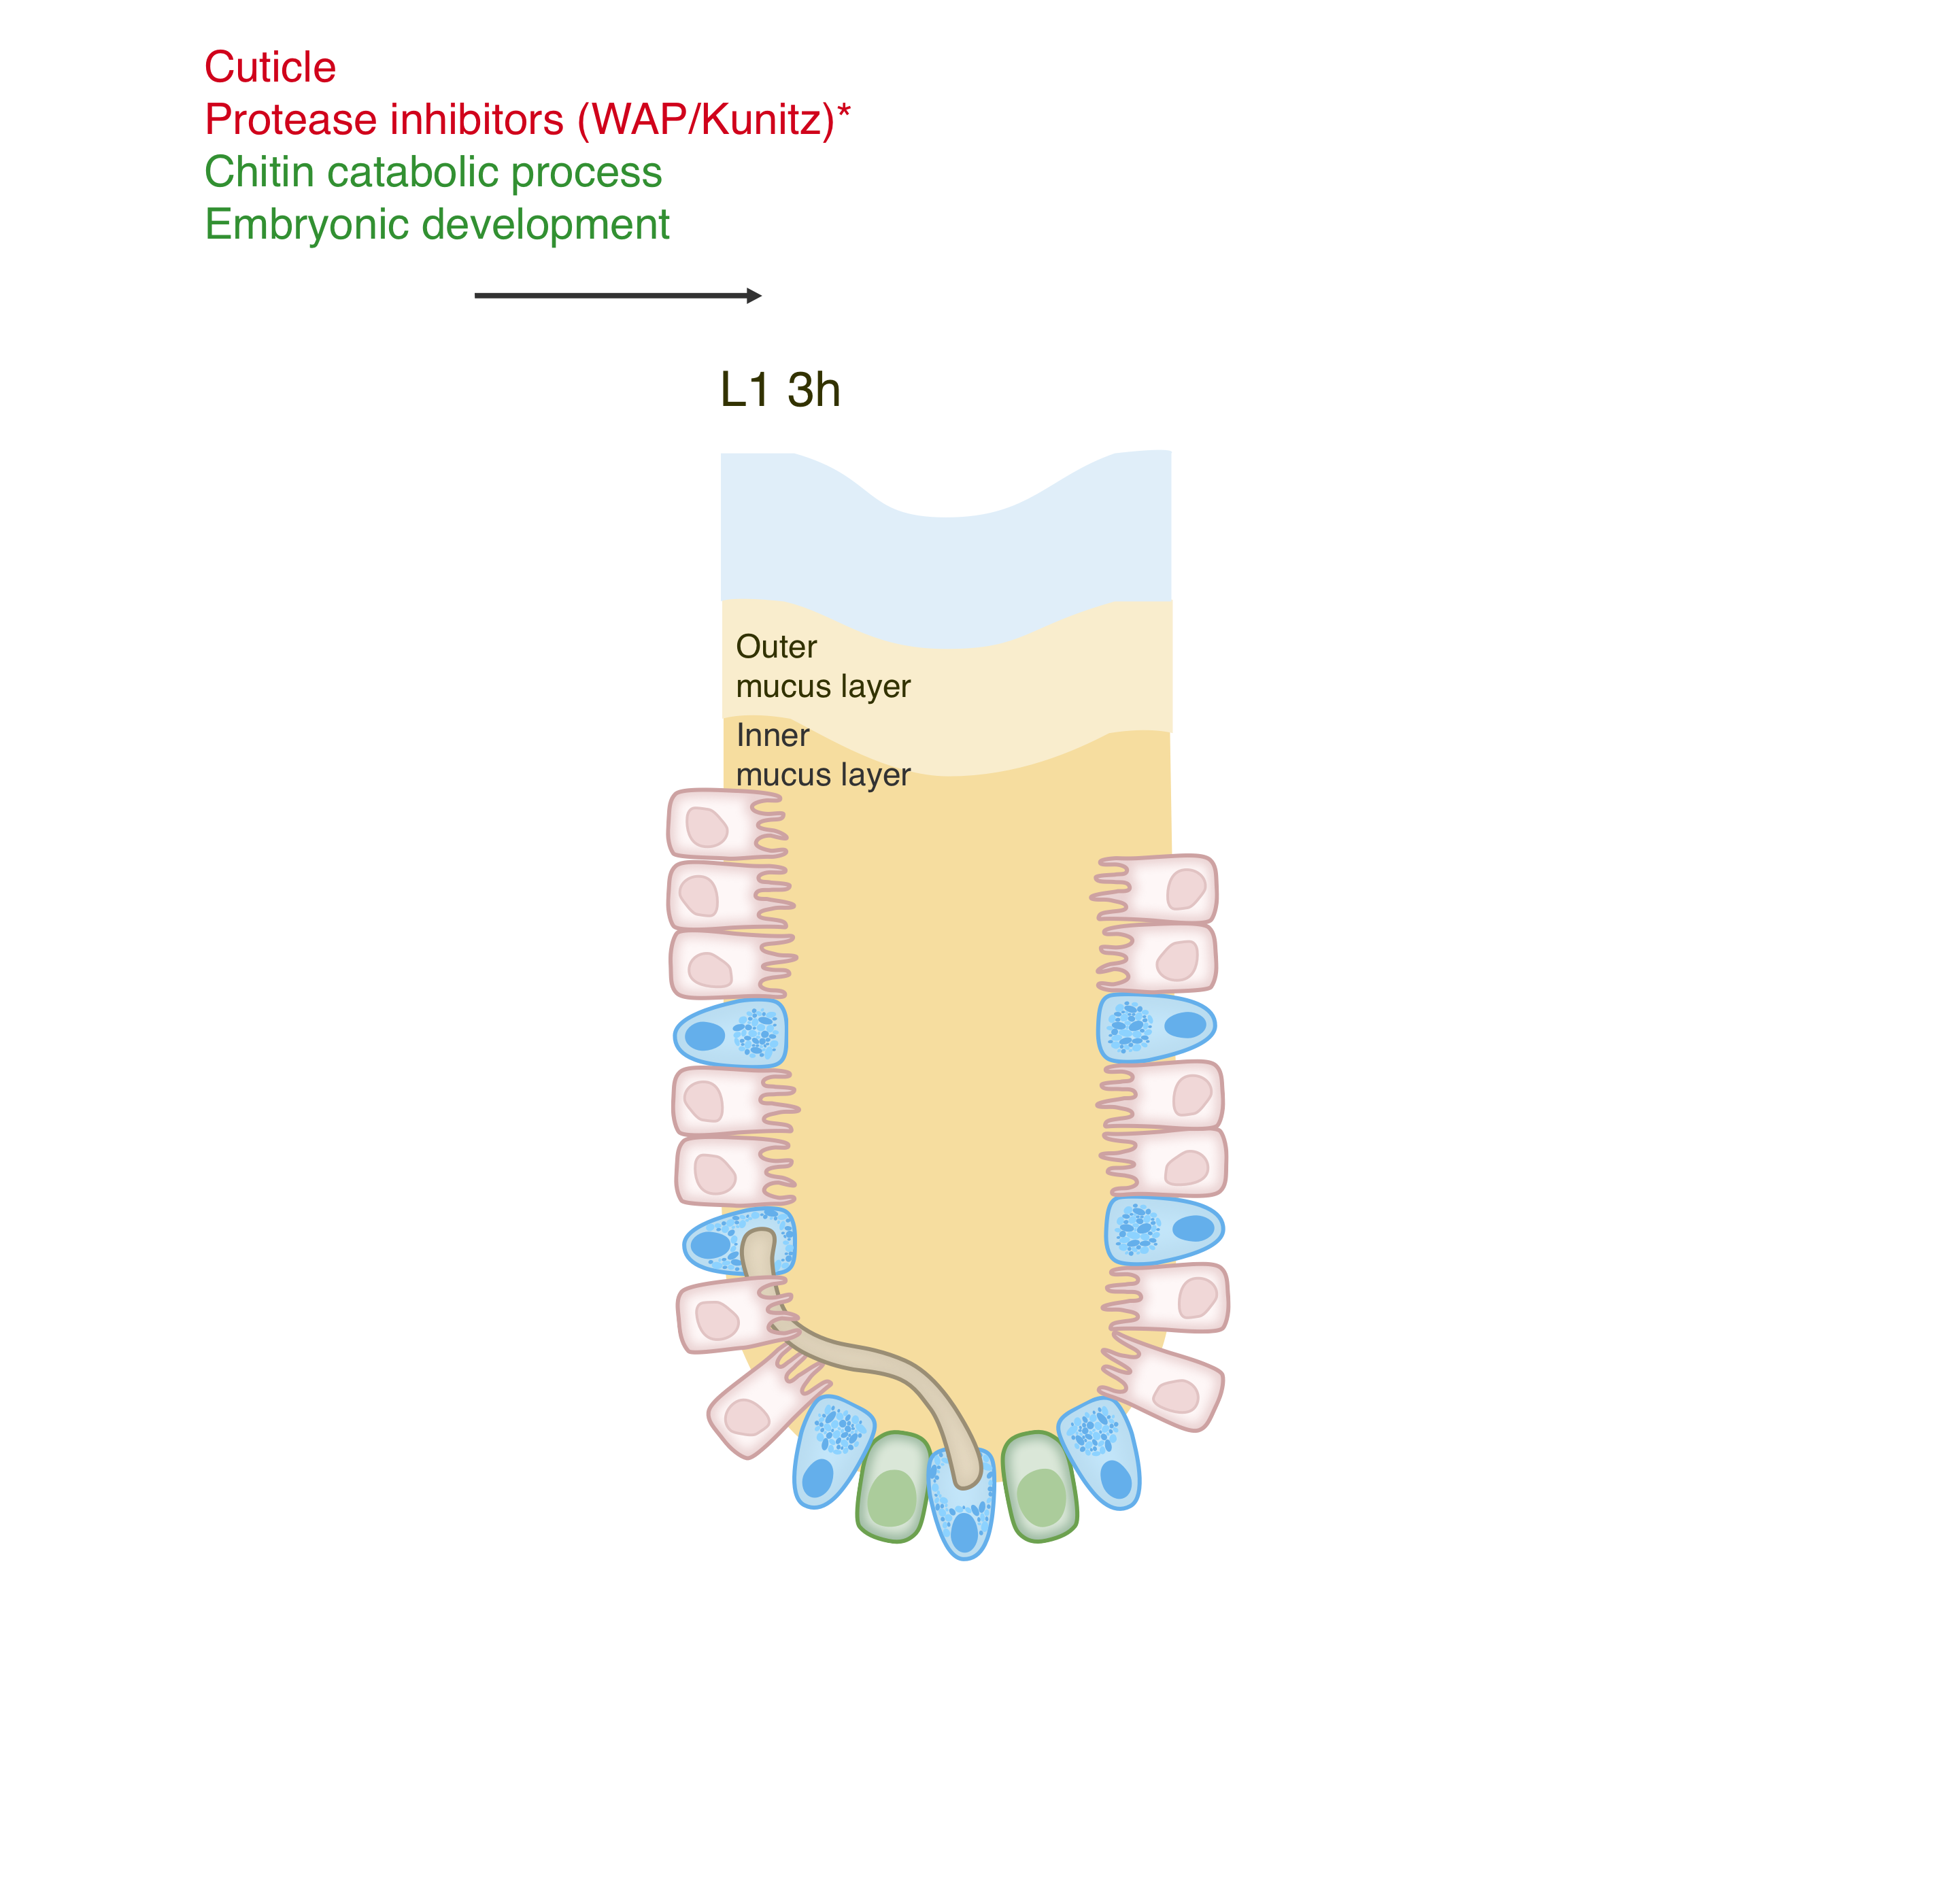 Cuticle
Protease inhibitors (WAP/Kunitz)*
Chitin catabolic process
Embryonic development
L1 3h
Outer
mucus layer
Inner
mucus layer